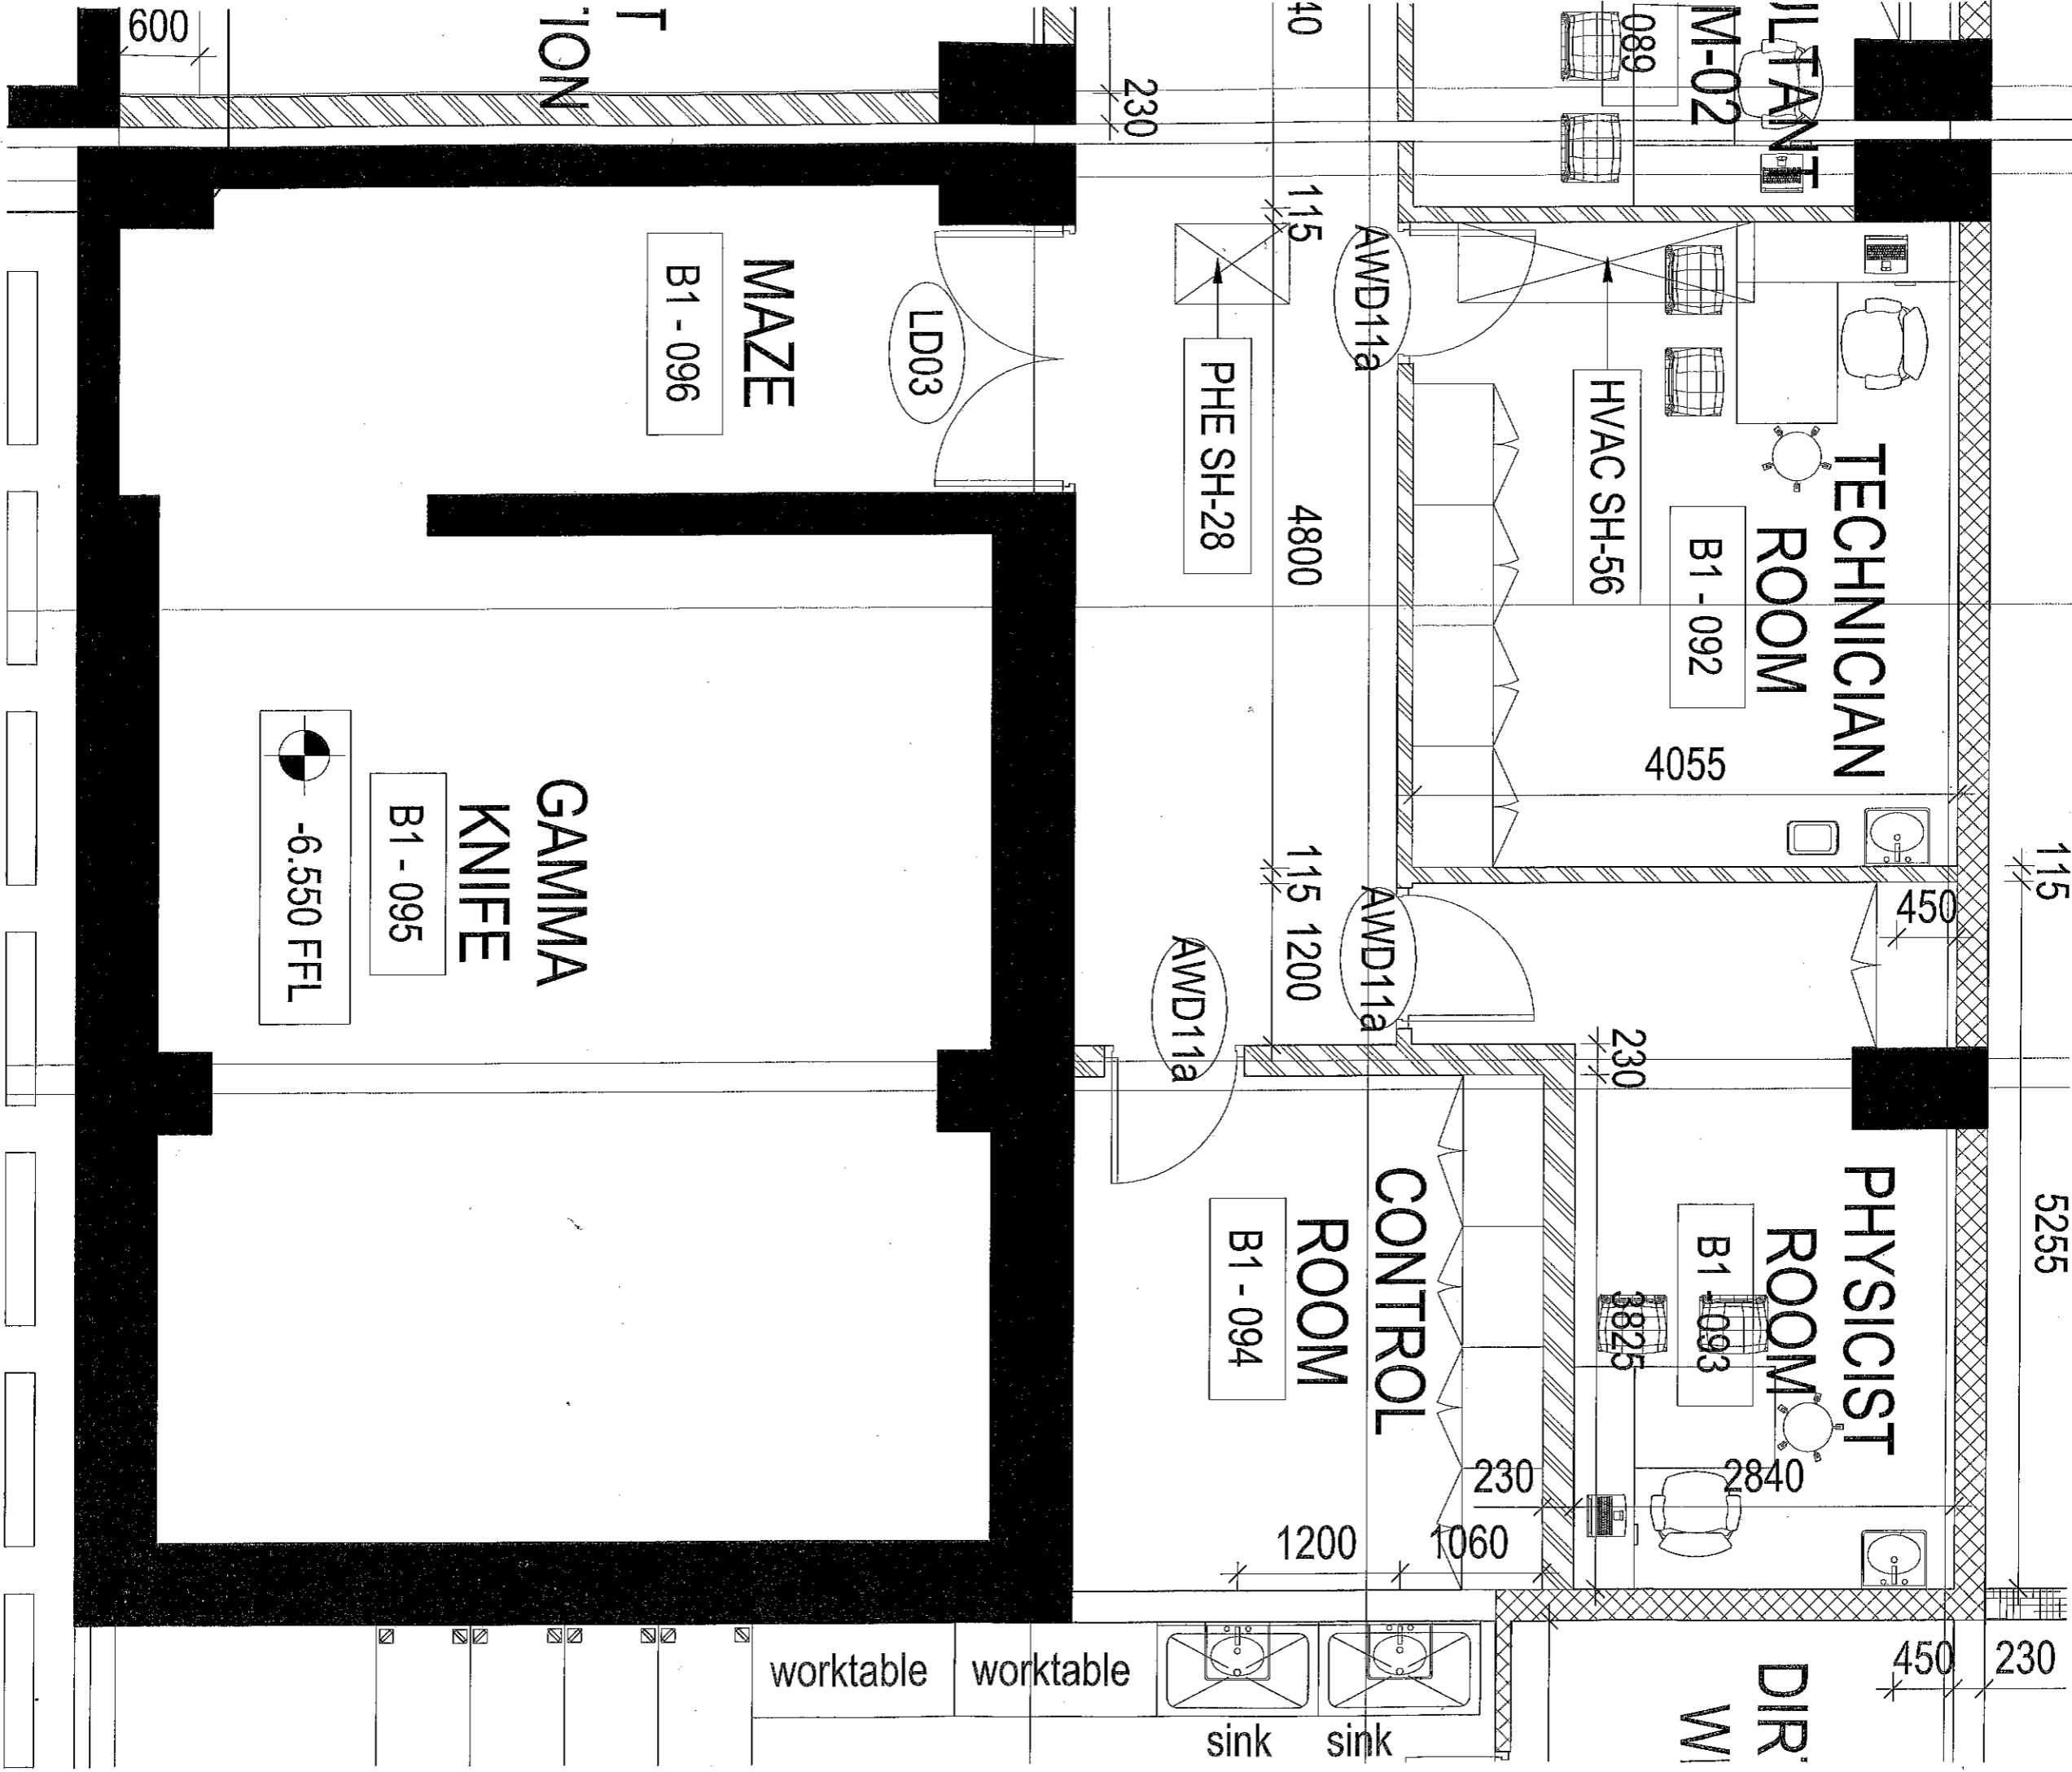 600
T
TION
40
230
089
M-02
ULTANT
115
AWD11a
MAZE
B1 - 096
LD03
PHE SH-28
HVAC SH-56
TECHNICIAN
ROOM
B1 - 092
4800
4055
GAMMA
KNIFE
B1 - 095
-6.550 FFL
115
1200
AWD11a
AWD11a
115
450
230
5255
CONTROL
ROOM
B1 - 094
PHYSICIST
ROOM
B1 - 093
3825
230
2840
1200
1060
worktable
worktable
sink
sink
450
230
DIR
W